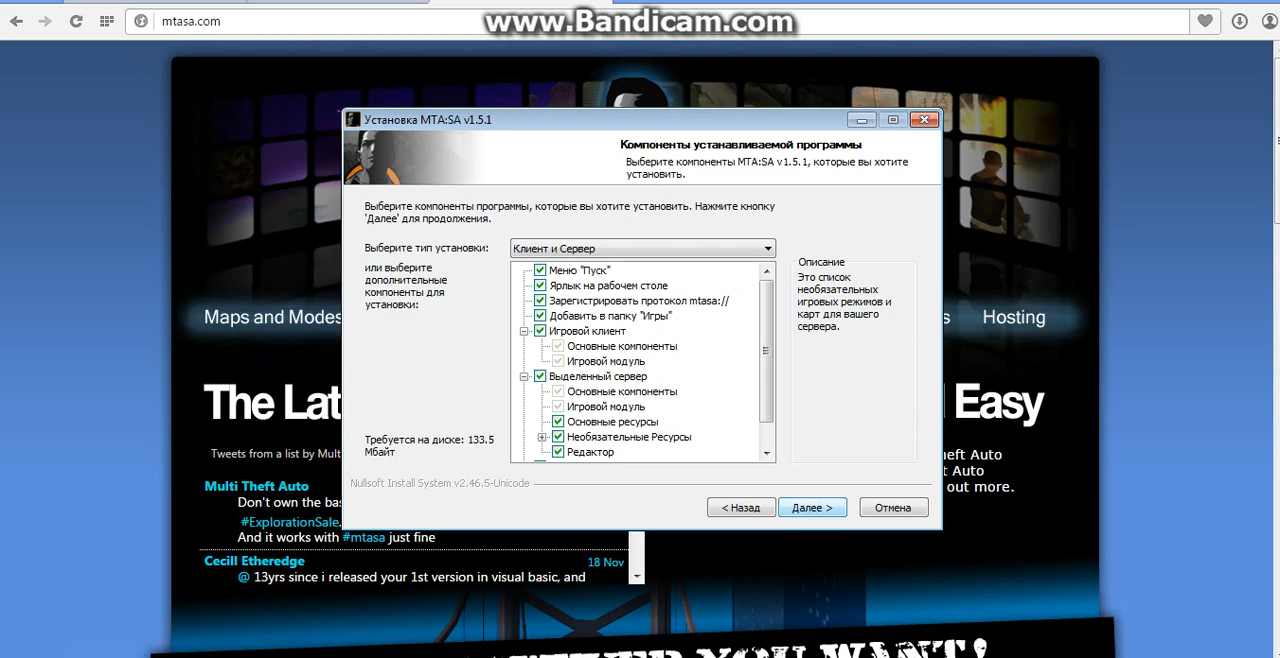 www.Bandicam.com
mtasa.com
Установка MTA:SA v1.5.1
Компоненты устанавливаемой программы
Выберите компоненты MTA:SA v1.5.1, которые вы хотите
установить.
Выберите компоненты программы, которые вы хотите установить. Нажмите кнопку
'Далее' для продолжения.
Выберите тип установки:
Клиент и Сервер
или выберите
дополнительные
компоненты для
установки:
Меню "Пуск"
Ярлык на рабочем столе
Зарегистрировать протокол mtasa://
Добавить в папку "Игры"
Игровой клиент
Основные компоненты
Игровой модуль
Выделенный сервер
Основные компоненты
Игровой модуль
Основные ресурсы
Необязательные Ресурсы
Редактор
Описание
Это список
необязательных
игровых режимов и
карт для вашего
сервера.
Требуется на диске: 133.5
Мбайт
Nullsoft Install System v2.46.5-Unicode
< Назад
Далее >
Отмена
Maps and Modes
s
Hosting
The Lat
Easy
Tweets from a list by Mult
eft Auto
Auto
out more.
Multi Theft Auto
Don't own the bas
#ExplorationSale.
And it works with #mtasa just fine
Cecill Etheredge
18 Nov
@ 13yrs since i released your 1st version in visual basic, and
YOU WANT!